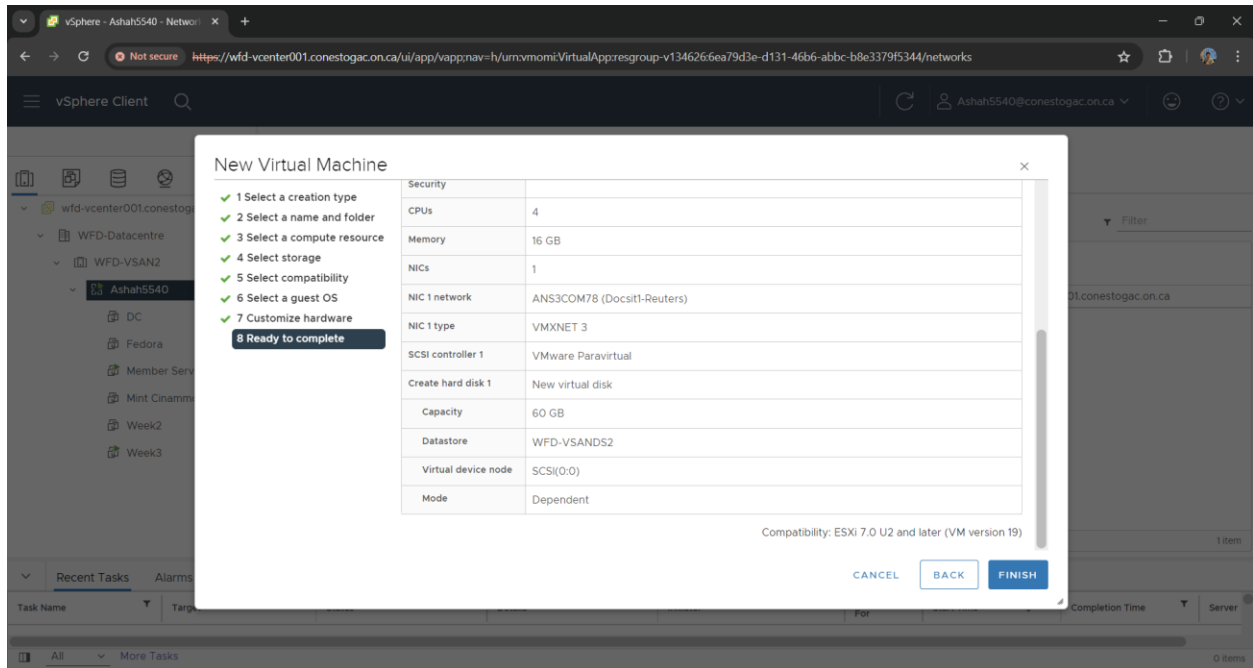 vSphere - Ashah5540 - Networ
Not secure https://wfd-vcenter001.conestogac.on.ca/ui/app/vapp;nav=h/urn:vmomi:VirtualApp:resgroup-v134626:6ea79d3e-d131-46b6-abbc-b8e3379f5344/networks
vSphere Client
Ashah5540@conestogac.on.ca
New Virtual Machine
wfd-vcenter001.conestog
WFD-Datacentre
WFD-VSAN2
Ashah5540
DC
Fedora
Member Serv
Mint Cinamm
Week2
Week3
1 Select a creation type
2 Select a name and folder
3 Select a compute resource
4 Select storage
5 Select compatibility
6 Select a guest OS
7 Customize hardware
8 Ready to complete
Security
CPUs 4
Memory 16 GB
NICs 1
NIC 1 network ANS3COM78 (Docsit1-Reuters)
NIC 1 type VMXNET 3
SCSI controller 1 VMware Paravirtual
Create hard disk 1 New virtual disk
Capacity 60 GB
Datastore WFD-VSANDS2
Virtual device node SCSI(0:0)
Mode Dependent
Compatibility: ESXi 7.0 U2 and later (VM version 19)
CANCEL BACK FINISH
Filter
01.conestogac.on.ca
1 item
Recent Tasks Alarms
Task Name Targe
For
Completion Time Server
All More Tasks
0 items